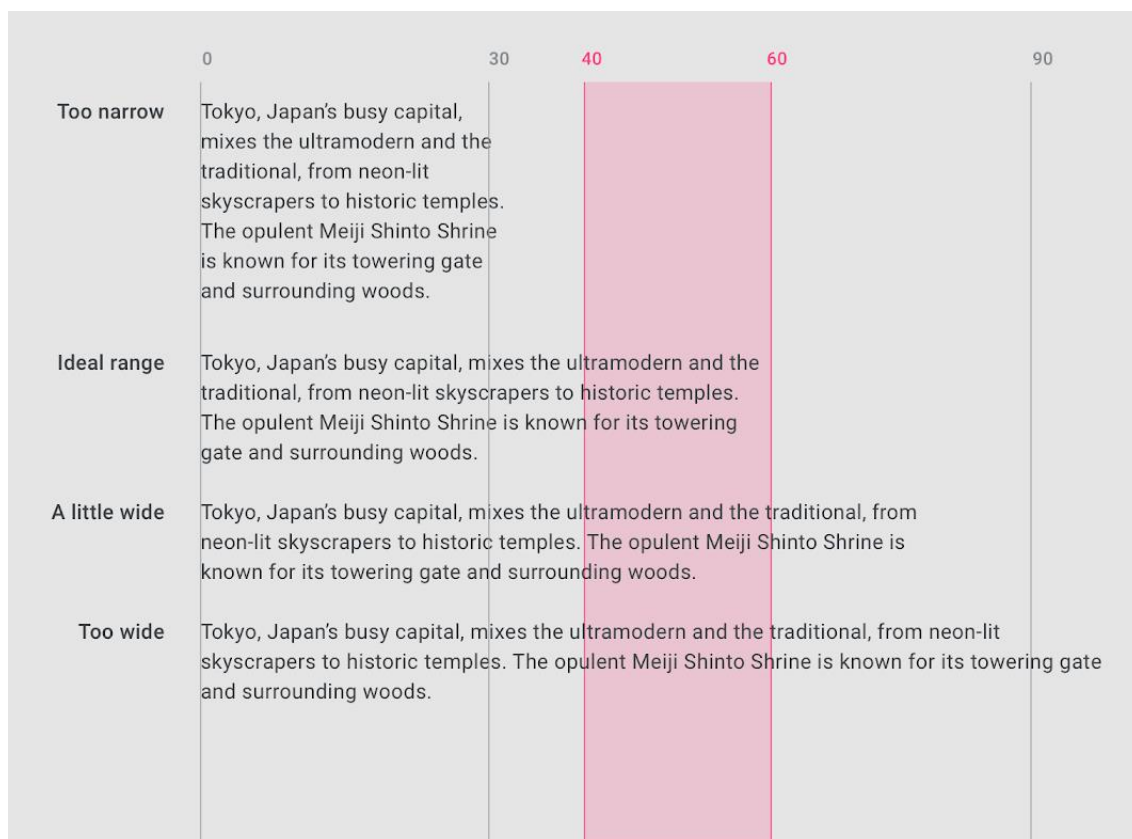 0 30 40 60 90
Too narrow
Tokyo, Japan’s busy capital,
mixes the ultramodern and the
traditional, from neon-lit
skyscrapers to historic temples.
The opulent Meiji Shinto Shrine
is known for its towering gate
and surrounding woods.
Ideal range
Tokyo, Japan’s busy capital, mixes the ultramodern and the
traditional, from neon-lit skyscrapers to historic temples.
The opulent Meiji Shinto Shrine is known for its towering
gate and surrounding woods.
A little wide
Tokyo, Japan’s busy capital, mixes the ultramodern and the traditional, from
neon-lit skyscrapers to historic temples. The opulent Meiji Shinto Shrine is
known for its towering gate and surrounding woods.
Too wide
Tokyo, Japan’s busy capital, mixes the ultramodern and the traditional, from neon-lit
skyscrapers to historic temples. The opulent Meiji Shinto Shrine is known for its towering gate
and surrounding woods.